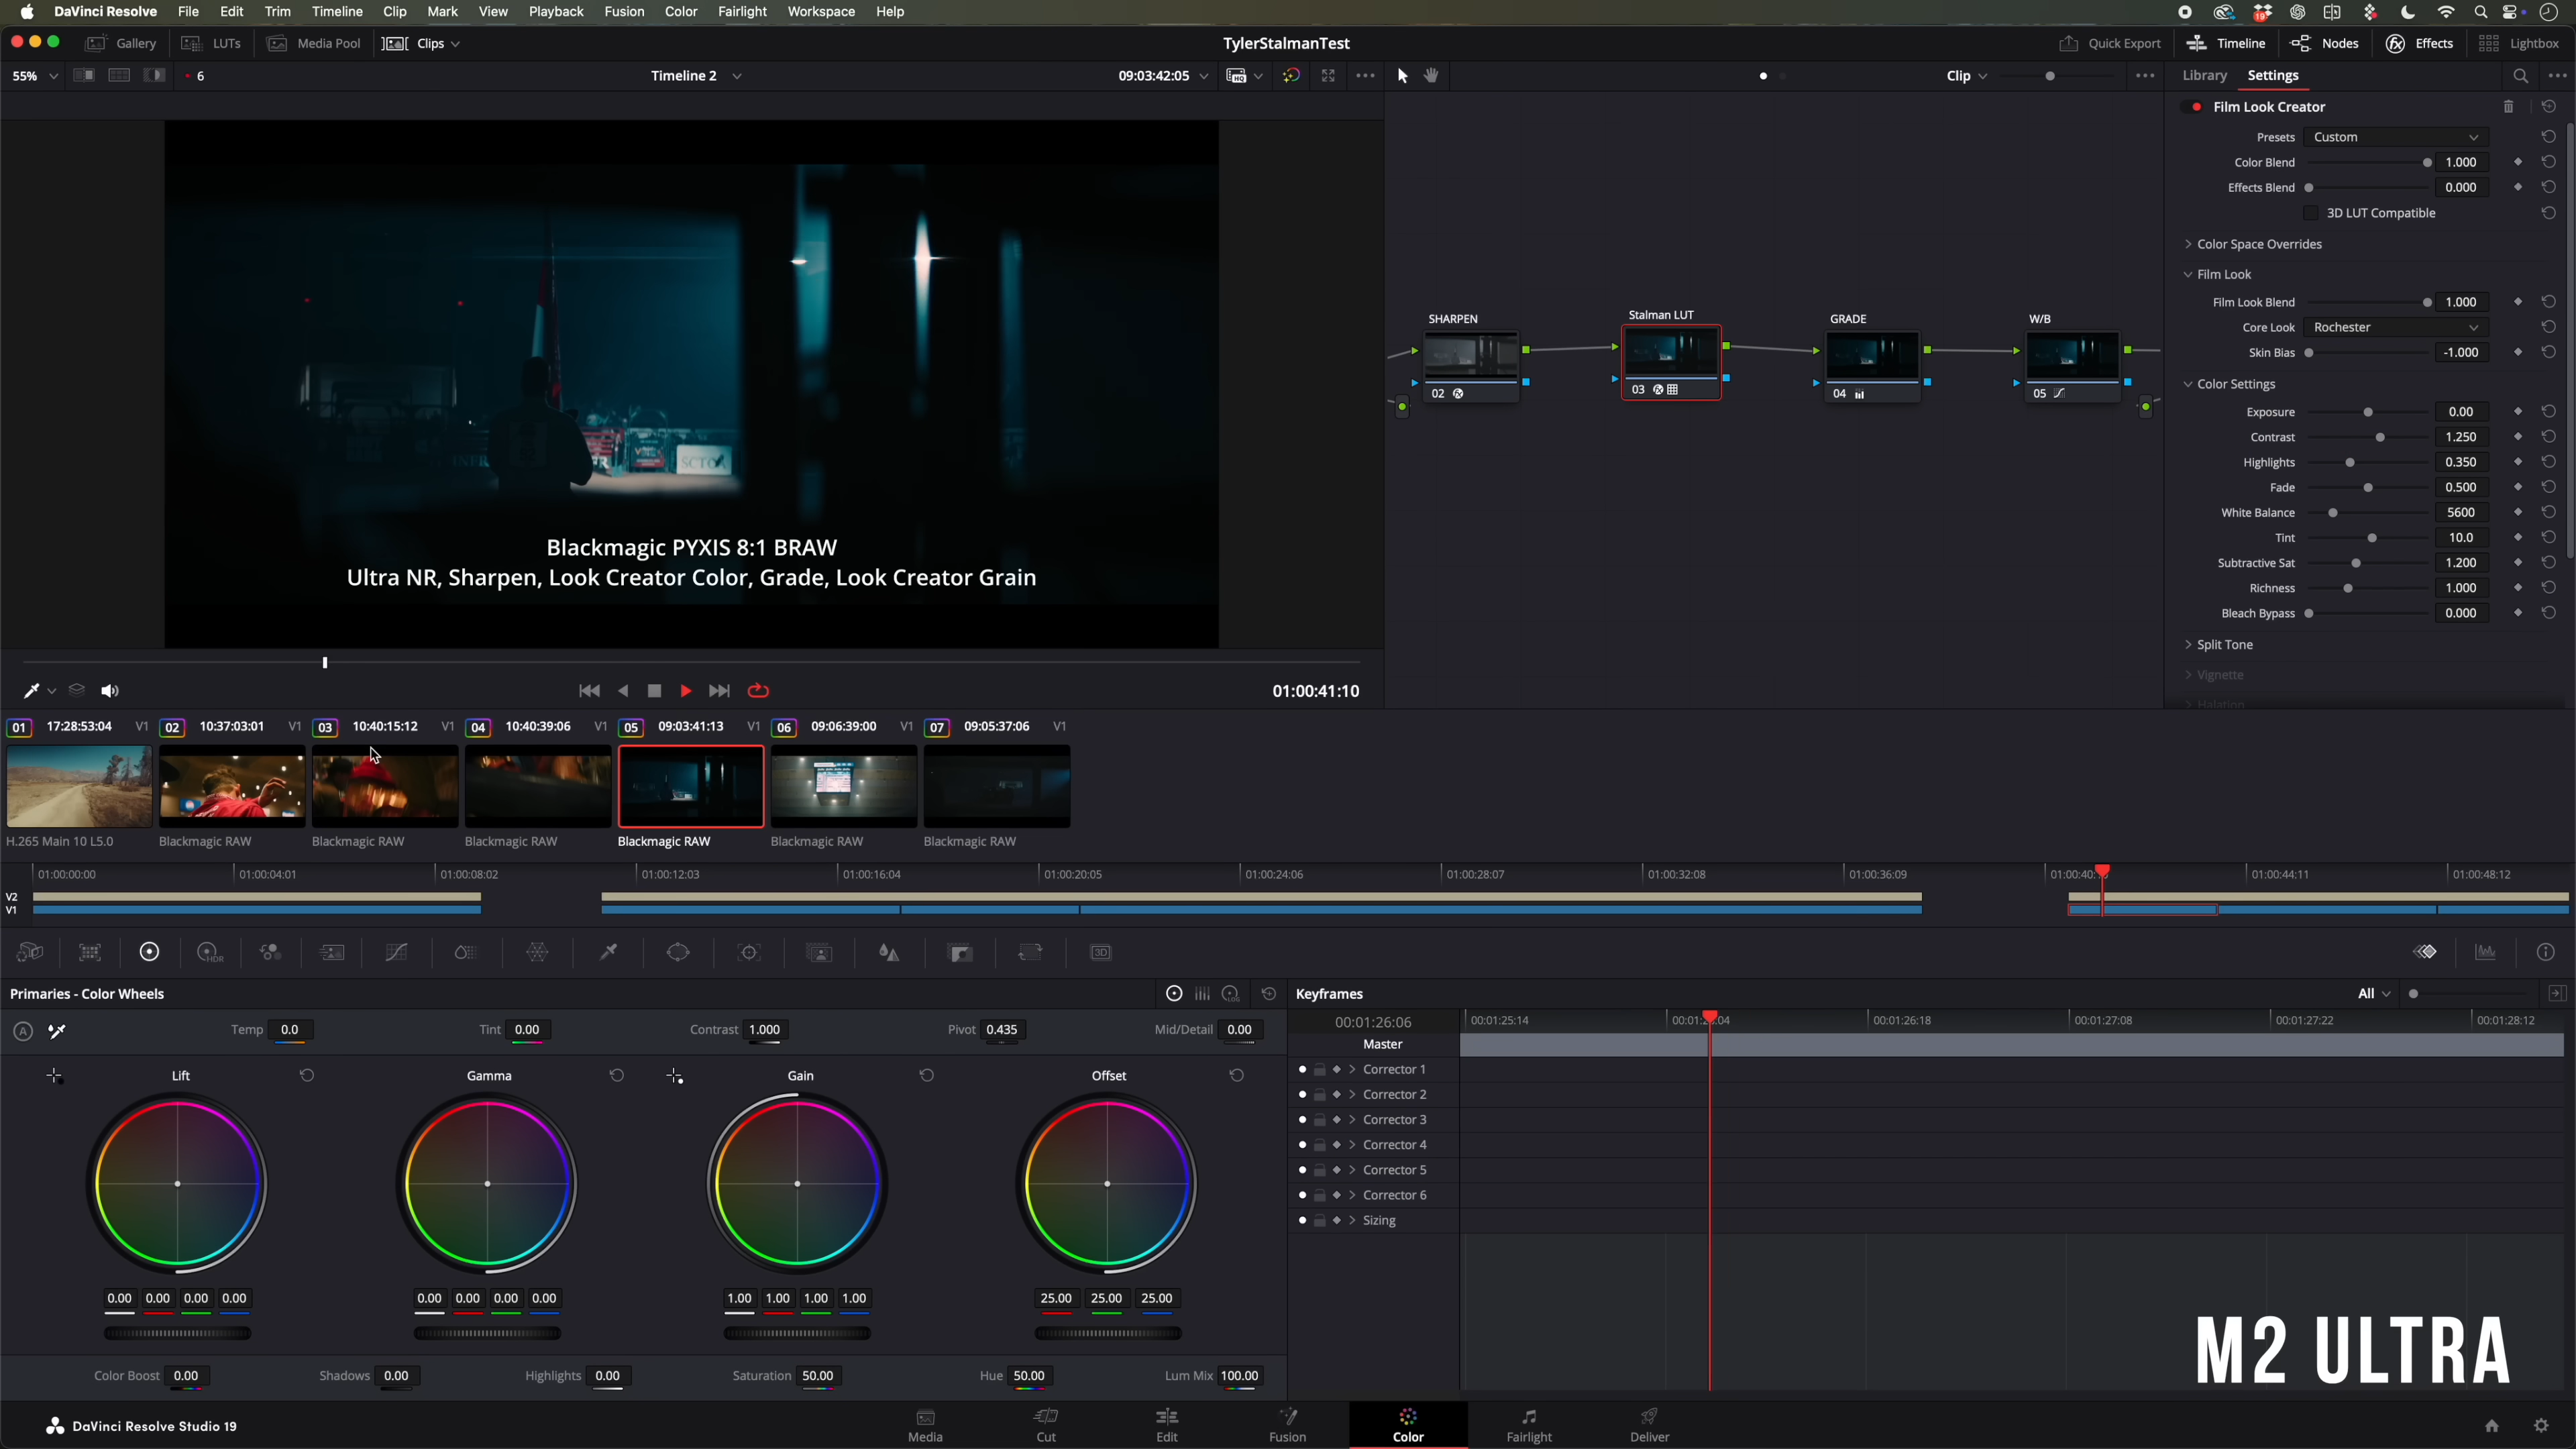 DaVinci Resolve File Edit Trim Timeline Clip Mark View Playback Fusion Color Fairlight Workspace Help
19
Gallery LUTs Media Pool Clips TylerStalmanTest Quick Export Timeline Nodes Effects Lightbox
55% 6 Timeline 2 09:03:42:05 HQ Clip Library Settings
Film Look Creator
Presets Custom
Color Blend 1.000
Effects Blend 0.000
3D LUT Compatible
Color Space Overrides
Film Look
Film Look Blend 1.000
Core Look Rochester
Skin Bias -1.000
Color Settings
Exposure 0.00
Contrast 1.250
Highlights 0.350
Fade 0.500
White Balance 5600
Tint 10.0
Subtractive Sat 1.200
Richness 1.000
Bleach Bypass 0.000
Split Tone
Vignette
Halation
SHARPEN Stalman LUT GRADE W/B
02 03 04 05
SCTCA
Blackmagic PYXIS 8:1 BRAW
Ultra NR, Sharpen, Look Creator Color, Grade, Look Creator Grain
01:00:41:10
01 17:28:53:04 V1 02 10:37:03:01 V1 03 10:40:15:12 V1 04 10:40:39:06 V1 05 09:03:41:13 V1 06 09:06:39:00 V1 07 09:05:37:06 V1
H.265 Main 10 L5.0 Blackmagic RAW Blackmagic RAW Blackmagic RAW Blackmagic RAW Blackmagic RAW Blackmagic RAW
01:00:00:00 01:00:04:01 01:00:08:02 01:00:12:03 01:00:16:04 01:00:20:05 01:00:24:06 01:00:28:07 01:00:32:08 01:00:36:09 01:00:40: 01:00:44:11 01:00:48:12
V2
V1
HDR 3D
Primaries - Color Wheels LOG Keyframes All
A Temp 0.0 Tint 0.00 Contrast 1.000 Pivot 0.435 Mid/Detail 0.00
00:01:26:06 00:01:25:14 00:01:26:04 00:01:26:18 00:01:27:08 00:01:27:22 00:01:28:12
Master
Corrector 1
Corrector 2
Corrector 3
Corrector 4
Corrector 5
Corrector 6
Sizing
Lift Gamma Gain Offset
0.00 0.00 0.00 0.00 0.00 0.00 0.00 0.00 1.00 1.00 1.00 1.00 25.00 25.00 25.00
Color Boost 0.00 Shadows 0.00 Highlights 0.00 Saturation 50.00 Hue 50.00 Lum Mix 100.00
M2 ULTRA
DaVinci Resolve Studio 19 Media Cut Edit Fusion Color Fairlight Deliver